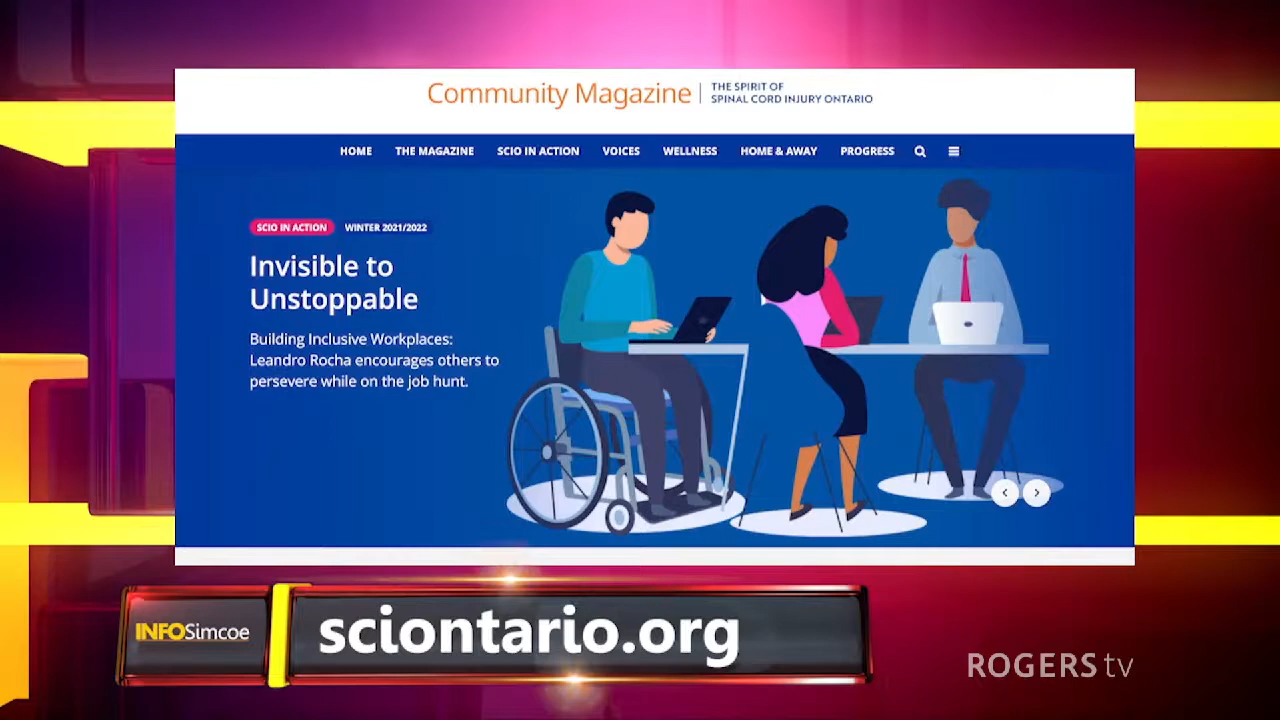 Community Magazine
THE SPIRIT OF
SPINAL CORD INJURY ONTARIO
HOME THE MAGAZINE SCIO IN ACTION VOICES WELLNESS HOME & AWAY PROGRESS
SCIO IN ACTION WINTER 2021/2022
Invisible to
Unstoppable
Building Inclusive Workplaces:
Leandro Rocha encourages others to
persevere while on the job hunt.
INFOSimcoe
sciontario.org
ROGERS tv